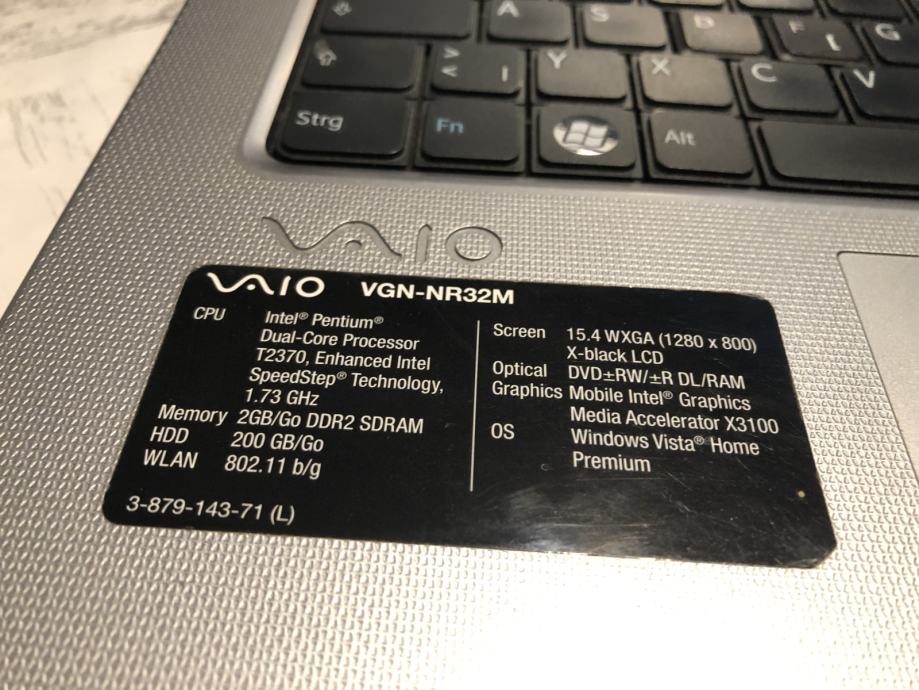 A S D F G
> < | Y X C V
Strg Fn Alt
VAIO
VAIO VGN-NR32M
CPU Intel® Pentium®
Dual-Core Processor
T2370, Enhanced Intel
SpeedStep® Technology,
1.73 GHz
Memory 2GB/Go DDR2 SDRAM
HDD 200 GB/Go
WLAN 802.11 b/g
3-879-143-71 (L)
Screen 15.4 WXGA (1280 x 800)
X-black LCD
Optical DVD±RW/±R DL/RAM
Graphics Mobile Intel® Graphics
Media Accelerator X3100
OS Windows Vista® Home
Premium